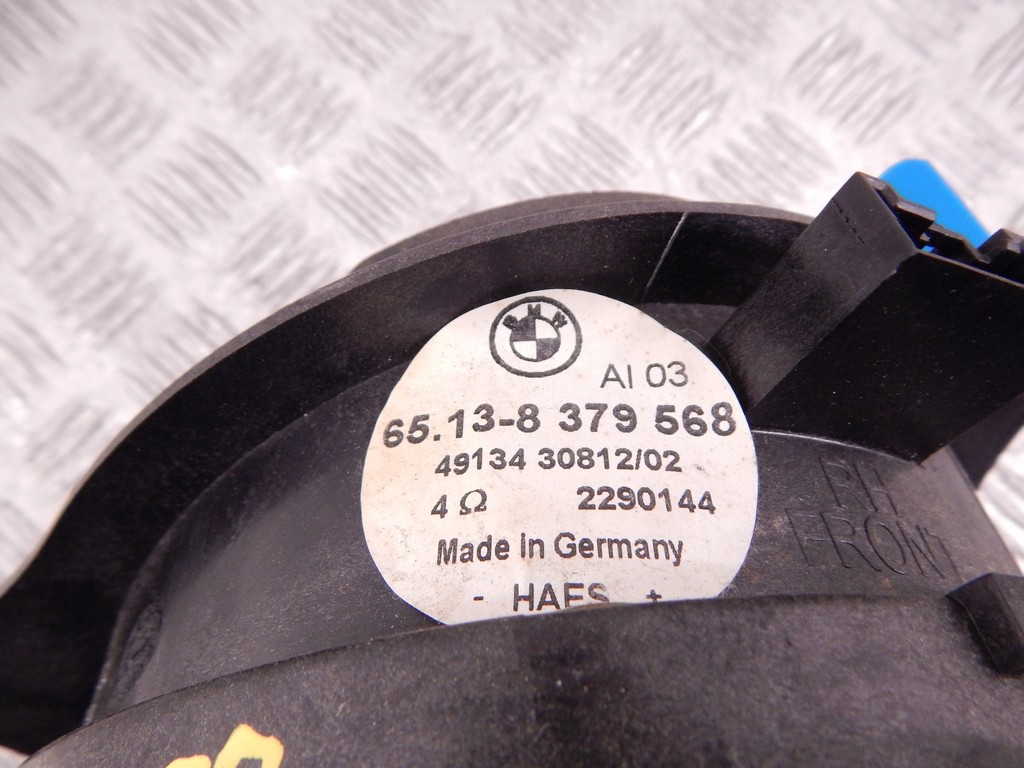 BMW
AI 03
65.13-8 379 568
49134 30812/02
4 Ω 2290144
Made in Germany
- HAES +
RH
FRONT